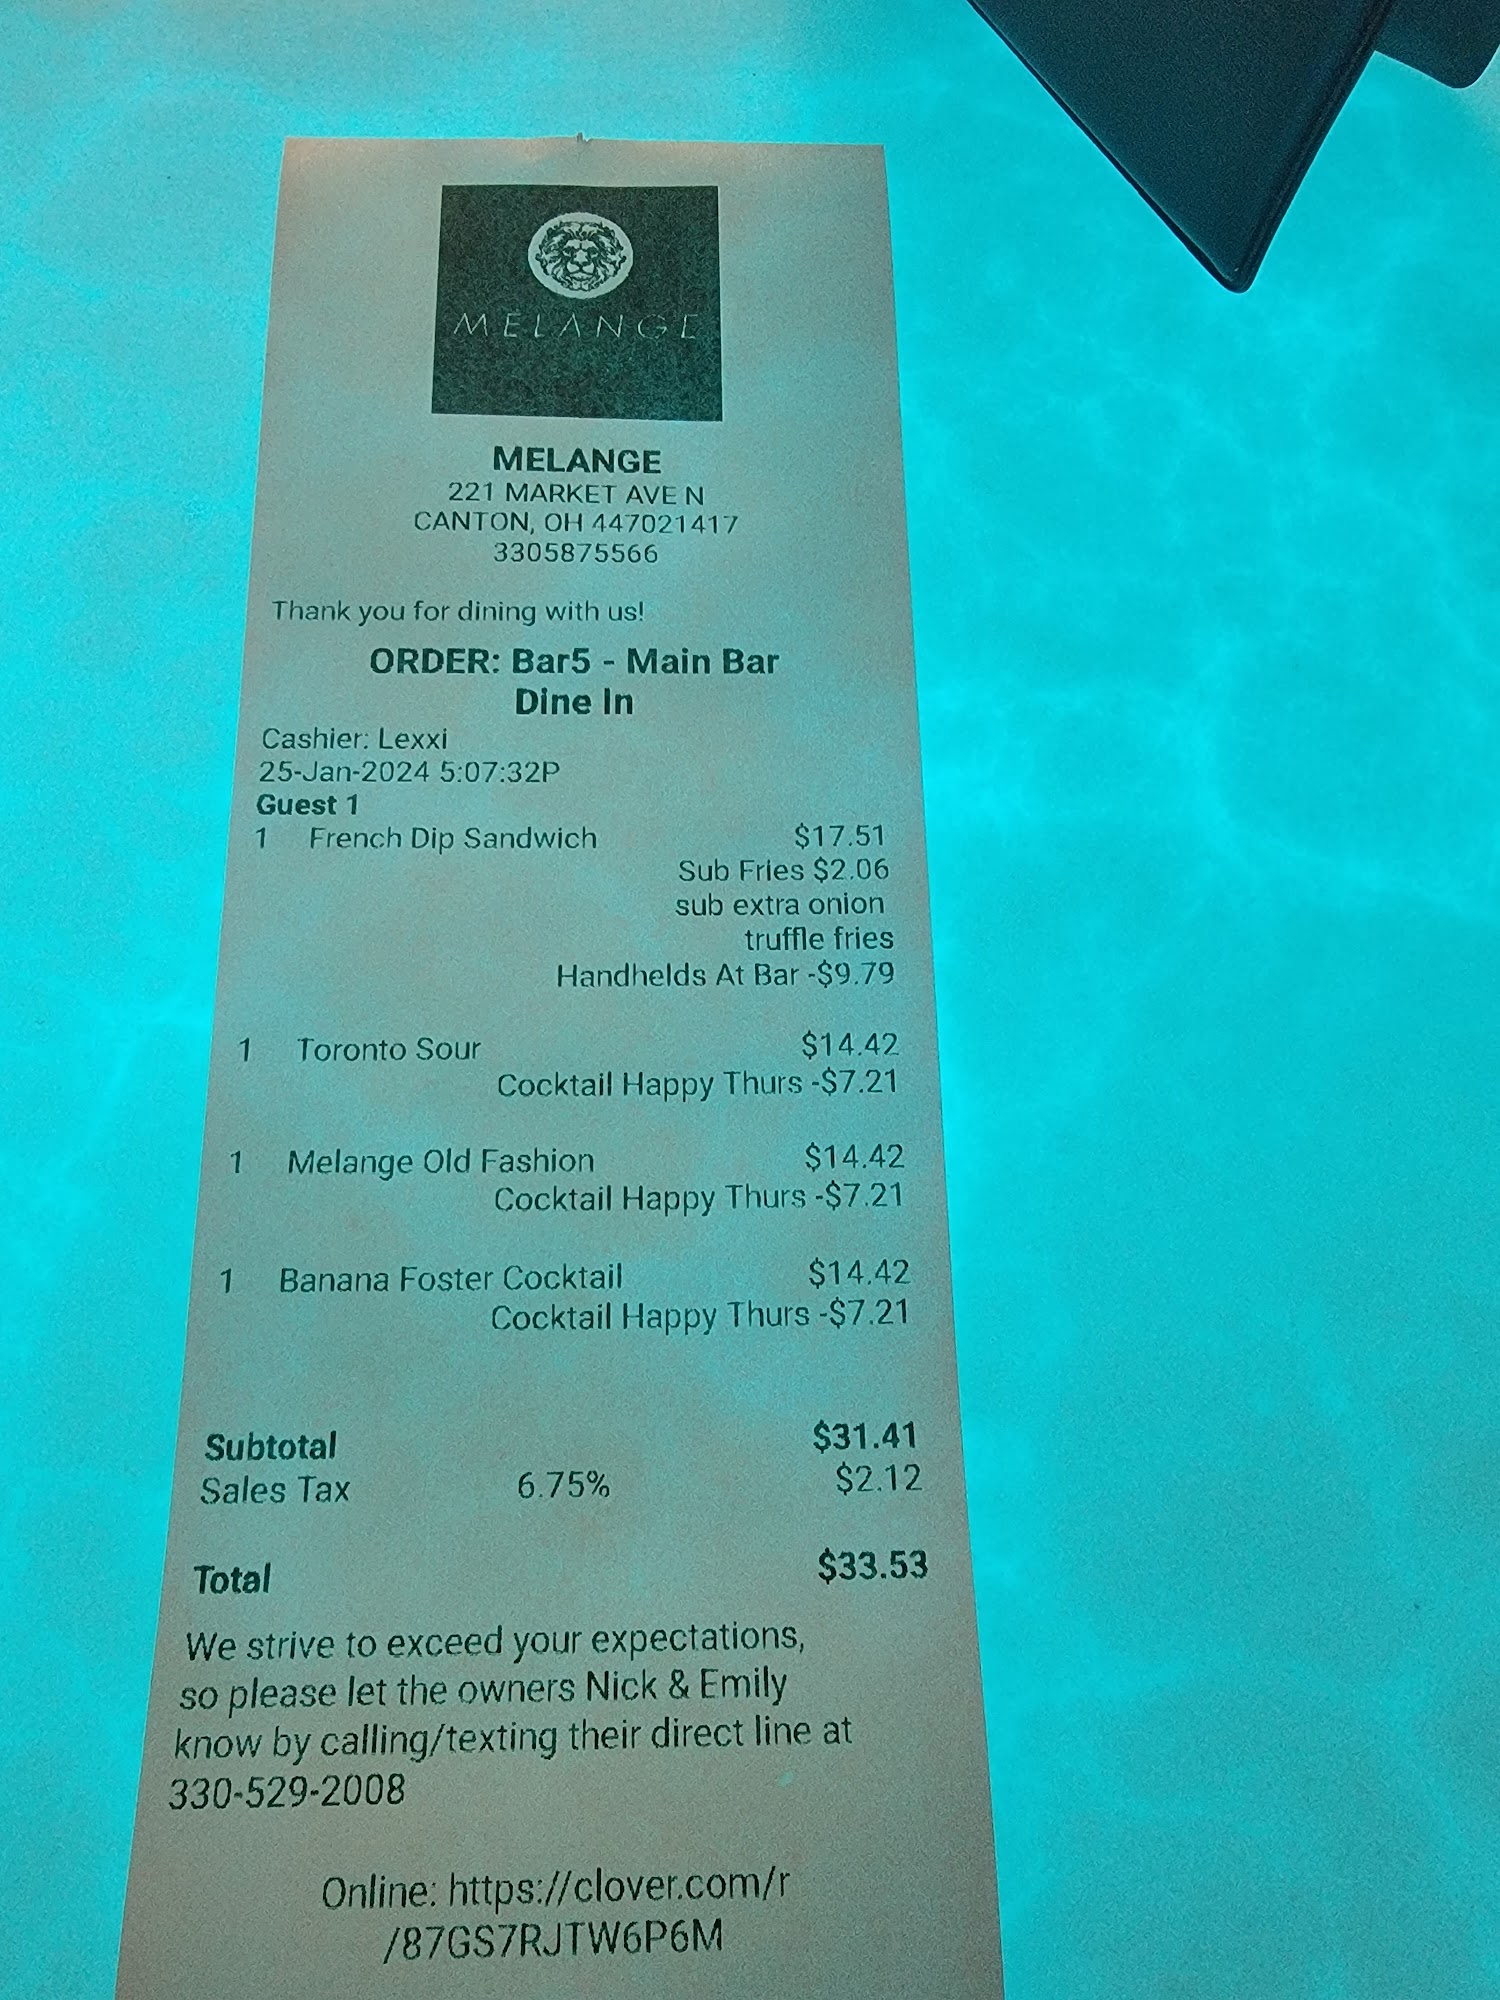 MELANGE
MELANGE
221 MARKET AVE N
CANTON, OH 447021417
3305875566
Thank you for dining with us!
ORDER: Bar5 - Main Bar
Dine In
Cashier: Lexxi
25-Jan-2024 5:07:32P
Guest 1
1 French Dip Sandwich $17.51
Sub Fries $2.06
sub extra onion
truffle fries
Handhelds At Bar -$9.79
1 Toronto Sour $14.42
Cocktail Happy Thurs -$7.21
1 Melange Old Fashion $14.42
Cocktail Happy Thurs -$7.21
1 Banana Foster Cocktail $14.42
Cocktail Happy Thurs -$7.21
Subtotal $31.41
Sales Tax 6.75% $2.12
Total $33.53
We strive to exceed your expectations,
so please let the owners Nick & Emily
know by calling/texting their direct line at
330-529-2008
Online: https://clover.com/r
/87GS7RJTW6P6M